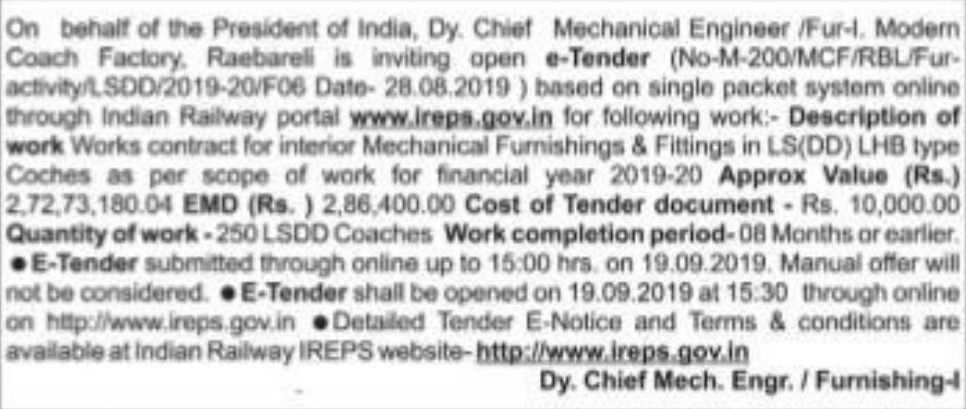 On behalf of the President of India, Dy. Chief Mechanical Engineer /Fur-I. Modern
Coach Factory, Raebareli is inviting open e-Tender (No-M-200/MCF/RBL/Fur-
activity/LSDD/2019-20/F06 Date- 28.08.2019 ) based on single packet system online
through Indian Railway portal www.ireps.gov.in for following work:- Description of
work Works contract for interior Mechanical Furnishings & Fittings in LS(DD) LHB type
Coches as per scope of work for financial year 2019-20 Approx Value (Rs.)
2,72,73,180.04 EMD (Rs. ) 2,86,400.00 Cost of Tender document - Rs. 10,000.00
Quantity of work - 250 LSDD Coaches Work completion period- 08 Months or earlier.
● E-Tender submitted through online up to 15:00 hrs. on 19.09.2019. Manual offer will
not be considered. ● E-Tender shall be opened on 19.09.2019 at 15:30 through online
on http://www.ireps.gov.in ● Detailed Tender E-Notice and Terms & conditions are
available at Indian Railway IREPS website- http://www.ireps.gov.in
Dy. Chief Mech. Engr. / Furnishing-I